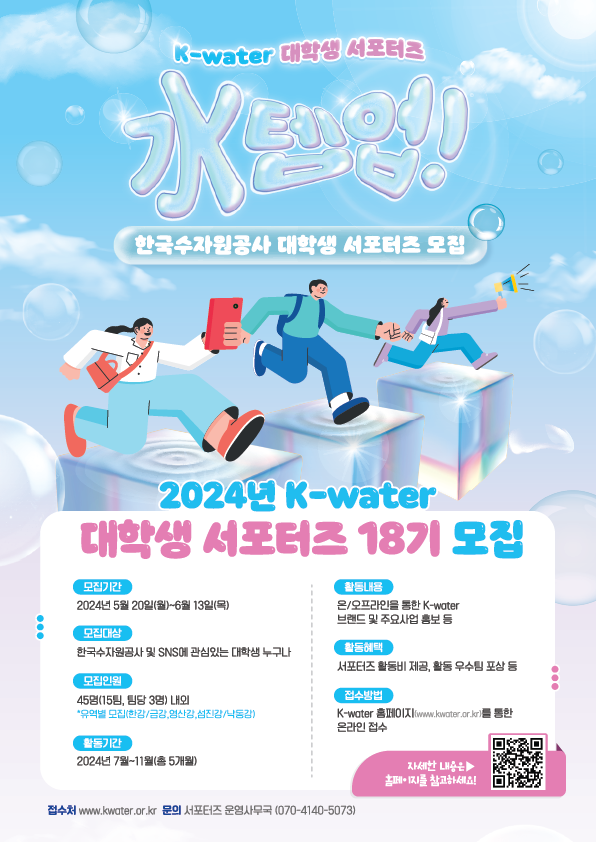 K-water 대학생 서포터즈
水템업!
한국수자원공사 대학생 서포터즈 모집
2024년 K-water
대학생 서포터즈 18기 모집
모집기간
2024년 5월 20일(월)~6월 13일(목)
모집대상
한국수자원공사 및 SNS에 관심있는 대학생 누구나
모집인원
45명(15팀, 팀당 3명) 내외
*유역별 모집(한강/금강,영산강,섬진강/낙동강)
활동기간
2024년 7월~11월(총 5개월)
활동내용
온/오프라인을 통한 K-water
브랜드 및 주요사업 홍보 등
활동혜택
서포터즈 활동비 제공, 활동 우수팀 포상 등
접수방법
K-water 홈페이지(www.kwater.or.kr)를 통한
온라인 접수
자세한 내용은▶
홈페이지를 참고하세요!
접수처 www.kwater.or.kr 문의 서포터즈 운영사무국 (070-4140-5073)